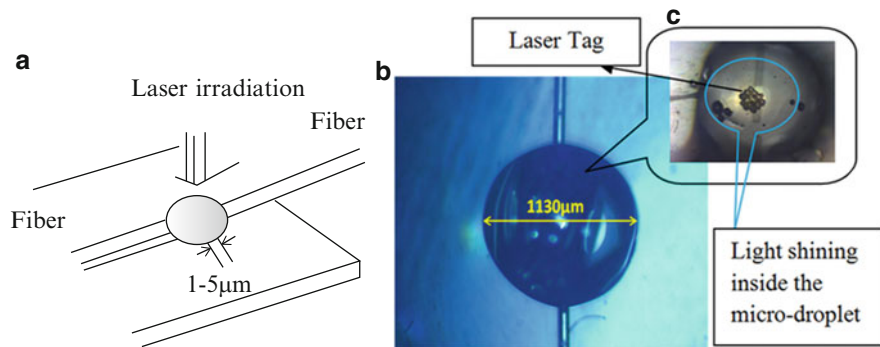 a
Laser irradiation
Fiber
Fiber
1-5μm
b
1130μm
Laser Tag
c
Light shining
inside the
micro-droplet